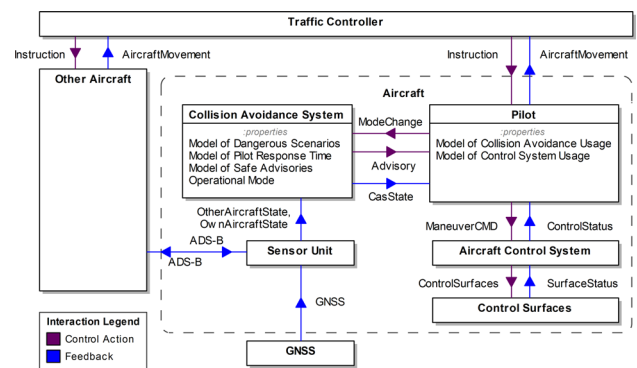 Traffic Controller
Instruction
AircraftMovement
Instruction
AircraftMovement
Other Aircraft
Aircraft
Collision Avoidance System
:properties
Model of Dangerous Scenarios
Model of Pilot Response Time
Model of Safe Advisories
Operational Mode
ModeChange
Advisory
CasState
Pilot
:properties
Model of Collision Avoidance Usage
Model of Control System Usage
OtherAircraftState,
OwnAircraftState
ManeuverCMD
ControlStatus
ADS-B
ADS-B
Sensor Unit
Aircraft Control System
GNSS
ControlSurfaces
SurfaceStatus
Control Surfaces
Interaction Legend
Control Action
Feedback
GNSS